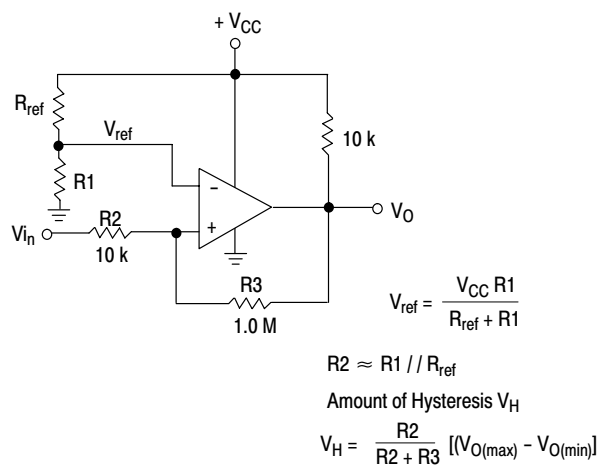 + VCC
Rref
Vref
10 k
R1
-
+
VO
Vin
R2
10 k
R3
1.0 M
Vref = VCC R1 / Rref + R1
R2 ≈ R1 / / Rref
Amount of Hysteresis VH
VH = R2 / R2 + R3 [(VO(max) - VO(min)]